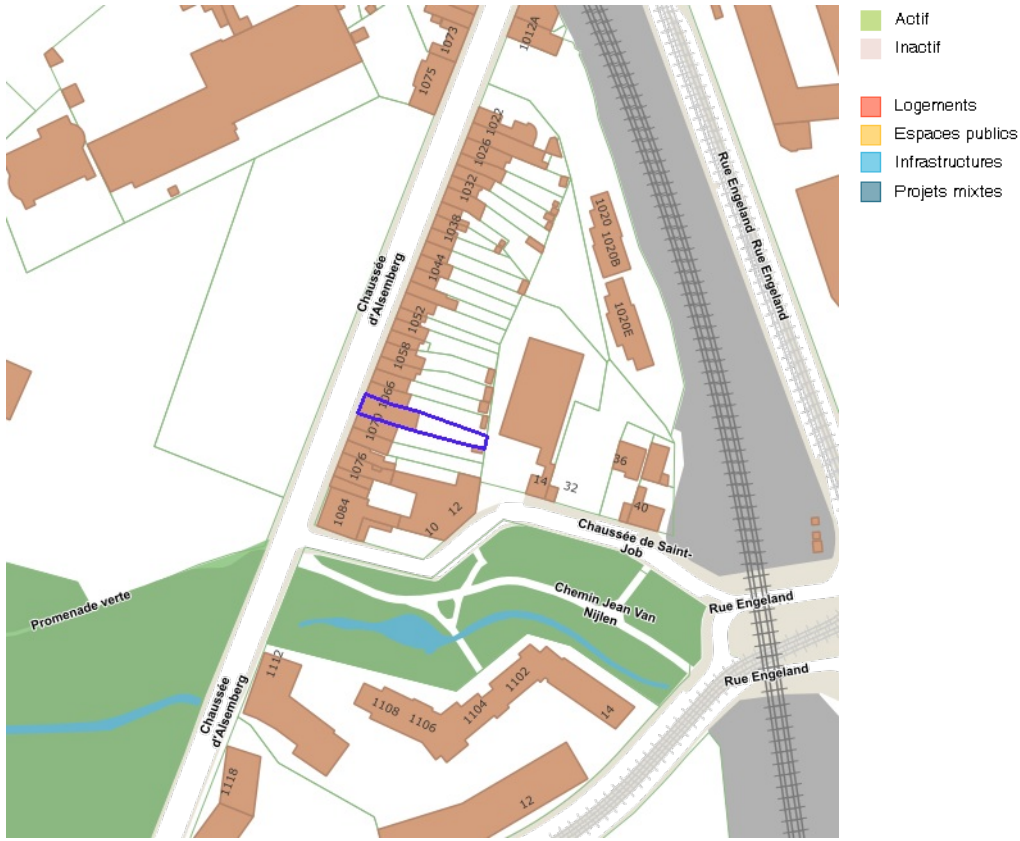 Actif
Inactif
Logements
Espaces publics
Infrastructures
Projets mixtes
1073
1075
1012A
1022
1026
1032
1038
1044
1052
1058
1066
1070
1076
1084
1020
1020B
1020E
Rue Engeland
Rue Engeland
Chaussée
d'Alsemberg
36
14
32
40
12
10
Chaussée de Saint-
Job
Chemin Jean Van
Nijlen
Rue Engeland
Rue Engeland
Promenade verte
Chaussée
d'Alsemberg
1112
1108
1106
1104
1102
14
1118
12